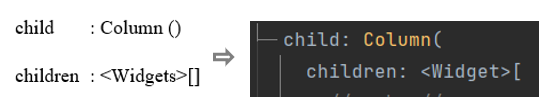 child : Column ()
children : <Widgets>[]
child: Column(
children: <Widget>[